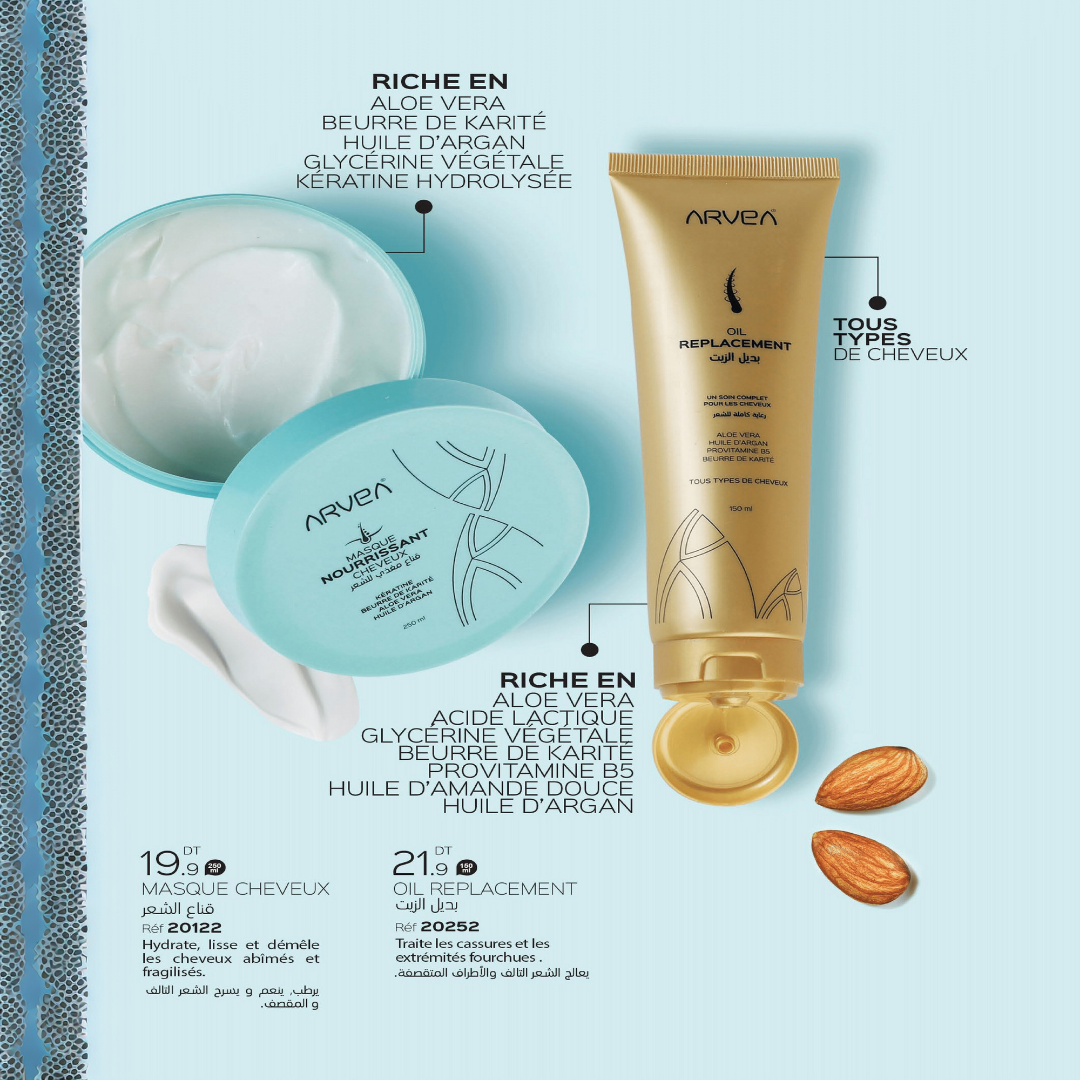 RICHE EN
ALOE VERA
BEURRE DE KARITÉ
HUILE D'ARGAN
GLYCÉRINE VÉGÉTALE
KÉRATINE HYDROLYSÉE
ARVEA
OIL
REPLACEMENT
بديل الزيت
UN SOIN COMPLET
POUR LES CHEVEUX
رعاية كاملة للشعر
ALOE VERA
HUILE D'ARGAN
PROVITAMINE B5
BEURRE DE KARITÉ
TOUS TYPES DE CHEVEUX
150 ml
TOUS
TYPES
DE CHEVEUX
ARVEA
MASQUE
NOURRISSANT
CHEVEUX
قناع مغذي للشعر
KÉRATINE
BEURRE DE KARITÉ
ALOE VERA
HUILE D'ARGAN
250 ml
RICHE EN
ALOE VERA
ACIDE LACTIQUE
GLYCÉRINE VÉGÉTALE
BEURRE DE KARITÉ
PROVITAMINE B5
HUILE D'AMANDE DOUCE
HUILE D'ARGAN
19.9 DT 250 ml
MASQUE CHEVEUX
قناع الشعر
Réf 20122
Hydrate, lisse et démêle
les cheveux abîmés et
fragilisés.
يرطب, ينعم و يسرح الشعر التالف
و المقصف.
21.9 DT 150 ml
OIL REPLACEMENT
بديل الزيت
Réf 20252
Traite les cassures et les
extrémités fourchues .
يعالج الشعر التالف والأطراف المتقصفة.